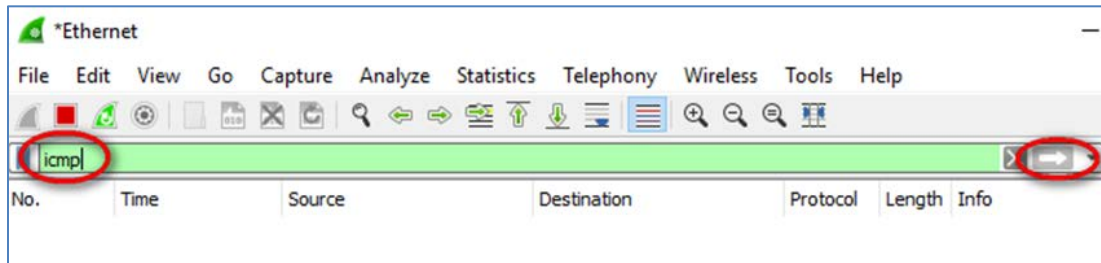 *Ethernet
File Edit View Go Capture Analyze Statistics Telephony Wireless Tools Help
icmp
No. Time Source Destination Protocol Length Info